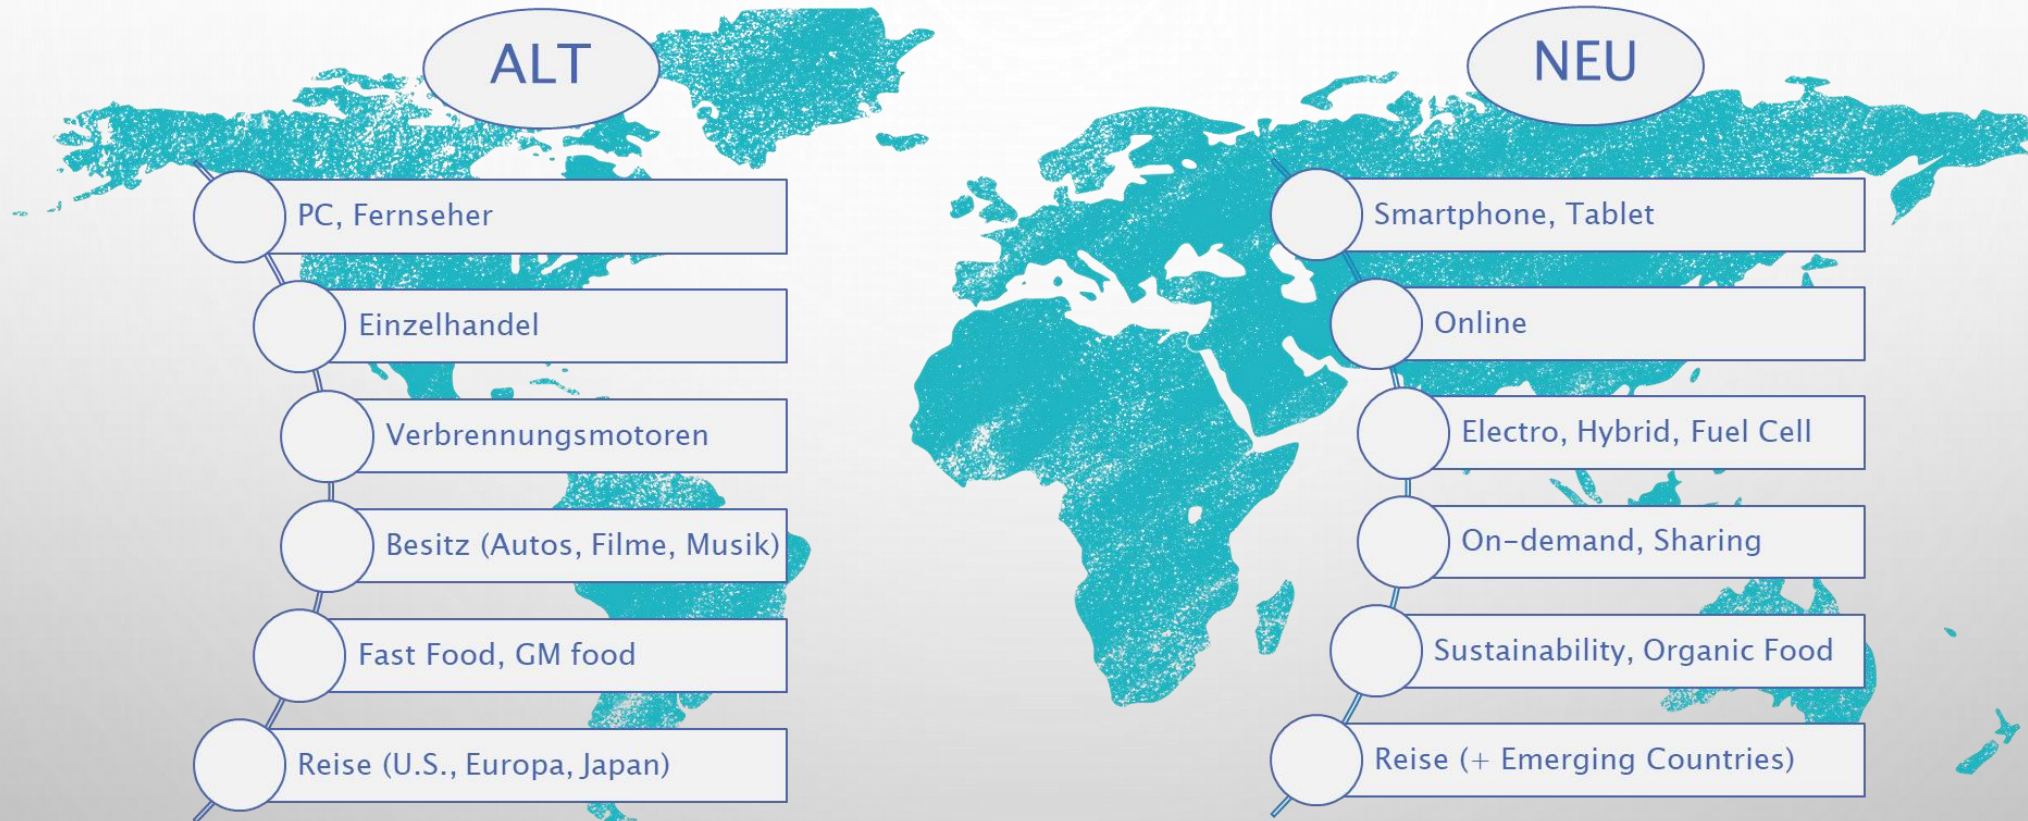 ALT
PC, Fernseher
Einzelhandel
Verbrennungsmotoren
Besitz (Autos, Filme, Musik)
Fast Food, GM food
Reise (U.S., Europa, Japan)
NEU
Smartphone, Tablet
Online
Electro, Hybrid, Fuel Cell
On-demand, Sharing
Sustainability, Organic Food
Reise (+ Emerging Countries)